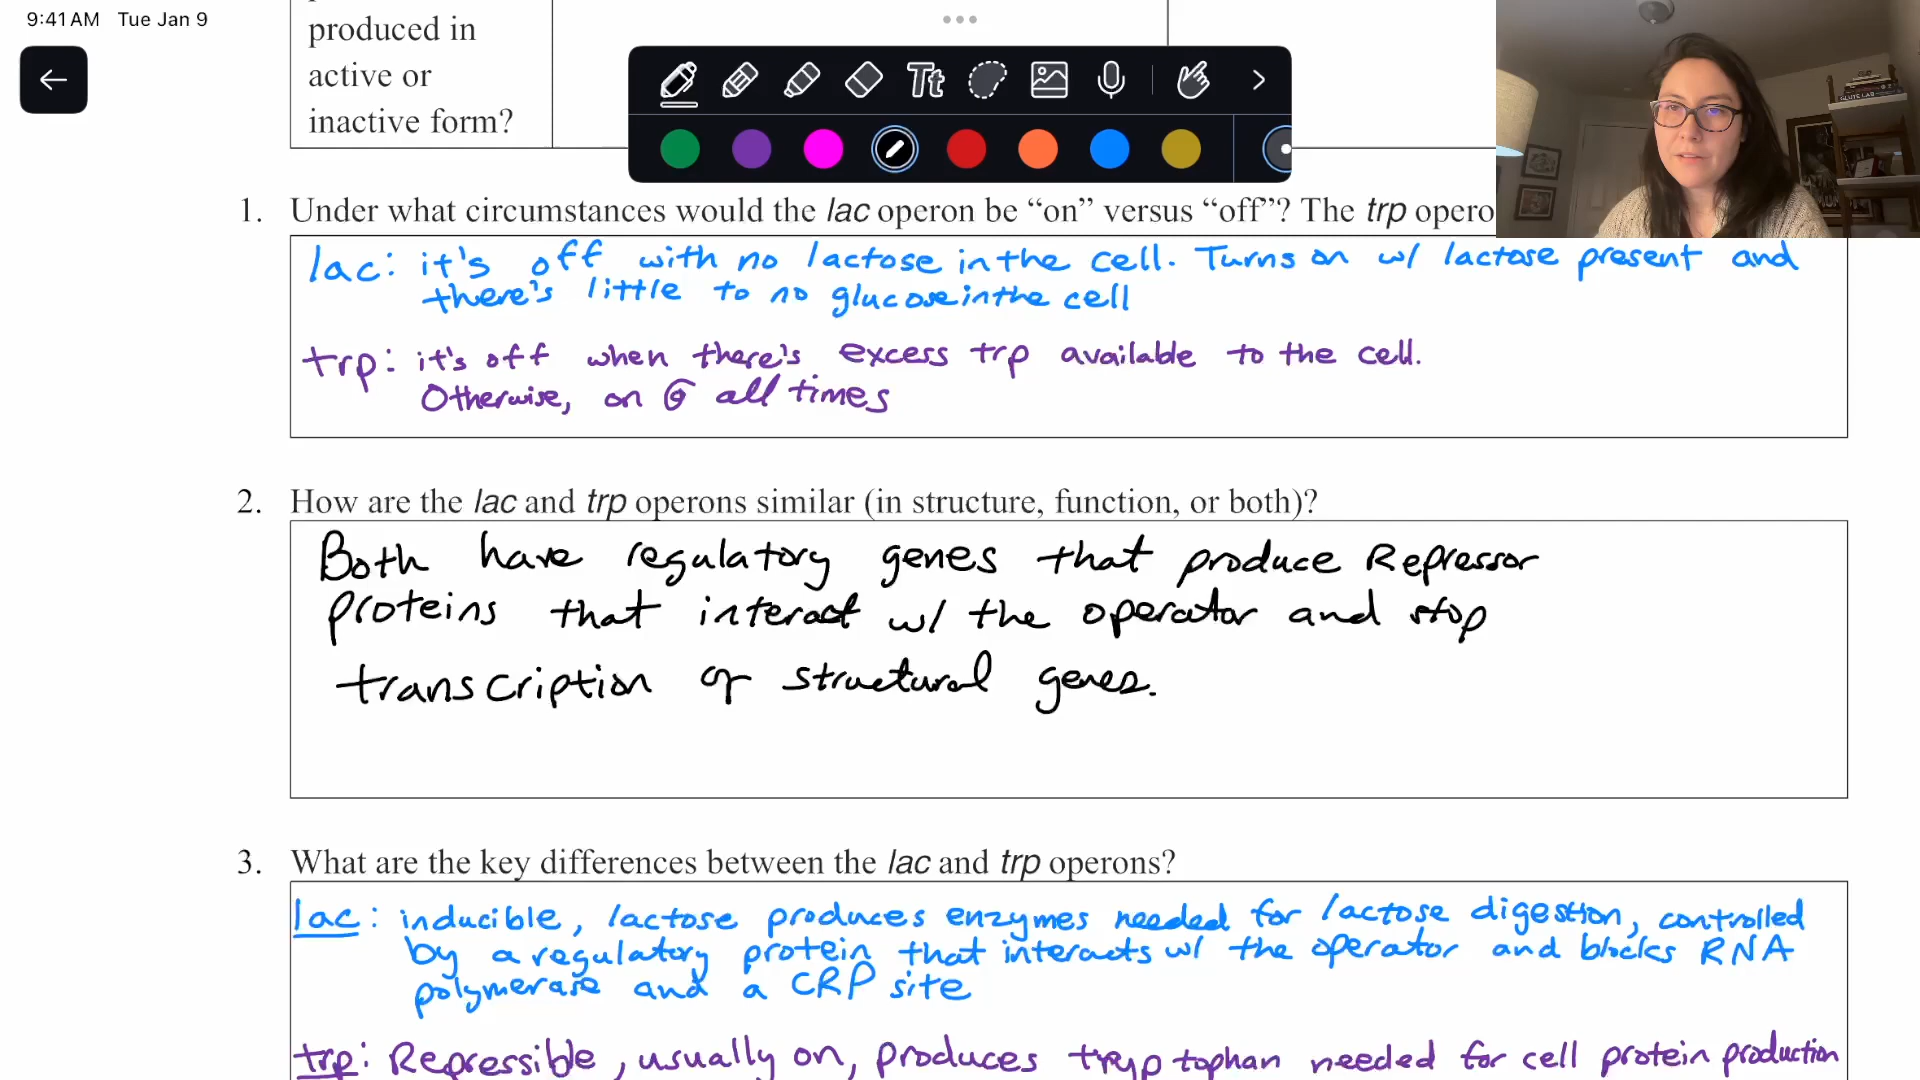 9:41 AM Tue Jan 9
produced in
active or
inactive form?
Tt
1. Under what circumstances would the lac operon be “on” versus “off”? The trp opero
lac: it's off with no lactose in the cell. Turns on w/ lactose present and
there's little to no glucose in the cell
trp: it's off when there's excess trp available to the cell.
Otherwise, on @ all times
2. How are the lac and trp operons similar (in structure, function, or both)?
Both have regulatory genes that produce Repressor
proteins that interact w/ the operator and stop
transcription of structural genes.
3. What are the key differences between the lac and trp operons?
lac: inducible, lactose produces enzymes needed for lactose digestion, controlled
by a regulatory protein that interacts w/ the operator and blocks RNA
polymerase and a CRP site
trp: Repressible, usually on, produces tryptophan needed for cell protein production